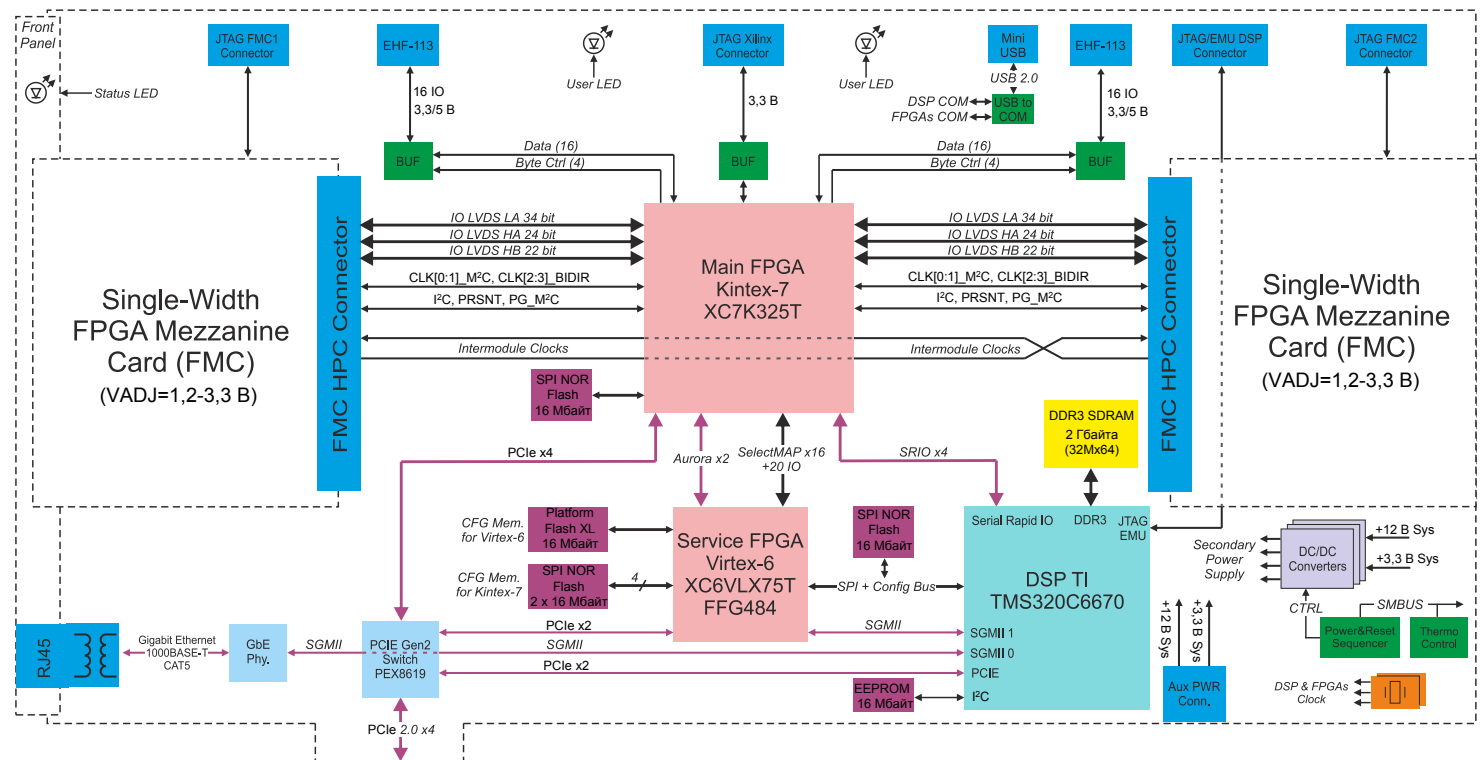 Front
Panel
JTAG FMC1
Connector
EHF-113
User LED
JTAG Xilinx
Connector
User LED
Mini
USB
EHF-113
JTAG/EMU DSP
Connector
JTAG FMC2
Connector
Status LED
16 IO
3,3/5 В
3,3 В
USB 2.0
DSP COM
FPGAs COM
USB to
COM
16 IO
3,3/5 В
BUF
Data (16)
Byte Ctrl (4)
BUF
Data (16)
Byte Ctrl (4)
BUF
Single-Width
FPGA Mezzanine
Card (FMC)
(VADJ=1,2-3,3 В)
FMC HPC Connector
IO LVDS LA 34 bit
IO LVDS HA 24 bit
IO LVDS HB 22 bit
CLK[0:1]_M²C, CLK[2:3]_BIDIR
I²C, PRSNT, PG_M²C
Intermodule Clocks
Main FPGA
Kintex-7
XC7K325T
IO LVDS LA 34 bit
IO LVDS HA 24 bit
IO LVDS HB 22 bit
CLK[0:1]_M²C, CLK[2:3]_BIDIR
I²C, PRSNT, PG_M²C
Intermodule Clocks
FMC HPC Connector
Single-Width
FPGA Mezzanine
Card (FMC)
(VADJ=1,2-3,3 В)
SPI NOR
Flash
16 Мбайт
PCIe x4
Aurora x2
SelectMAP x16
+20 IO
SRIO x4
DDR3 SDRAM
2 Гбайта
(32Mx64)
CFG Mem.
for Virtex-6
Platform
Flash XL
16 Мбайт
CFG Mem.
for Kintex-7
SPI NOR
Flash
2 x 16 Мбайт
4
Service FPGA
Virtex-6
XC6VLX75T
FFG484
SPI NOR
Flash
16 Мбайт
SPI + Config Bus
Serial Rapid IO
DDR3
JTAG
EMU
DSP TI
TMS320C6670
SGMII 1
SGMII 0
PCIE
I²C
Secondary
Power
Supply
DC/DC
Converters
+12 В Sys
+3,3 В Sys
CTRL
SMBUS
Power&Reset
Sequencer
Thermo
Control
+12 В Sys
+3,3 В Sys
Aux PWR
Conn.
DSP & FPGAs
Clock
RJ45
Gigabit Ethernet
1000BASE-T
CAT5
GbE
Phy.
SGMII
PCIE Gen2
Switch
PEX8619
PCIe x2
SGMII
PCIe x2
SGMII
EEPROM
16 Мбайт
PCIe 2.0 x4